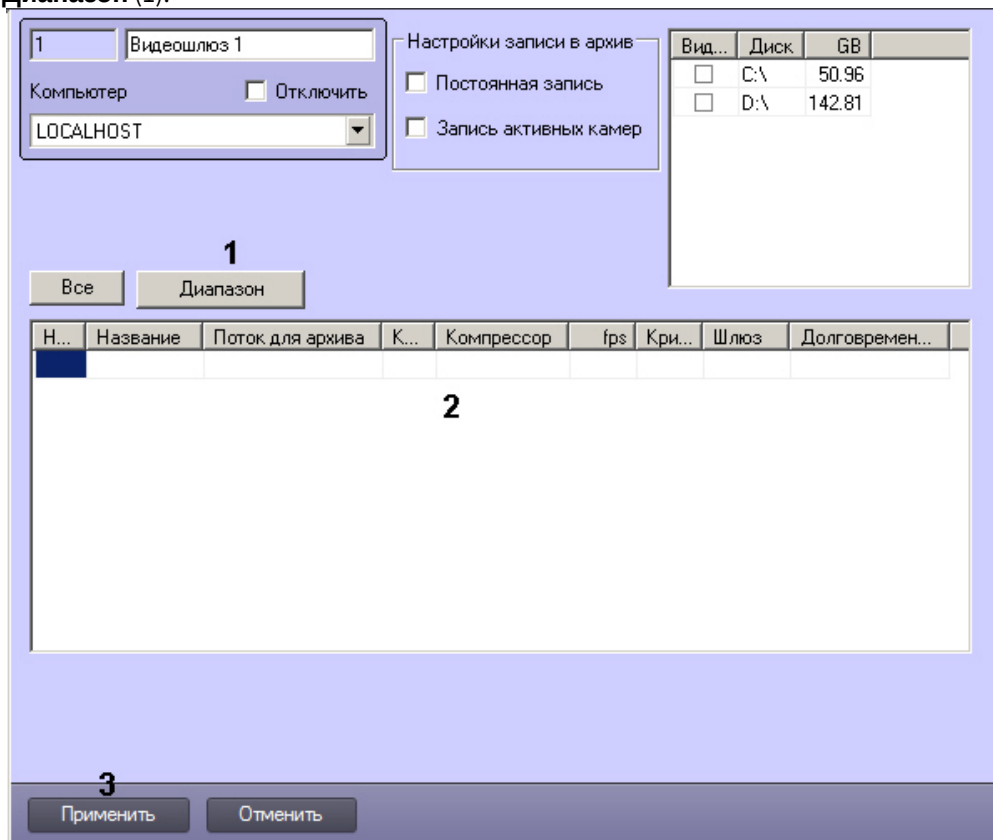 Диапазон (1).
1 Видеошлюз 1
Компьютер Отключить
LOCALHOST
Настройки записи в архив
Постоянная запись
Запись активных камер
Вид... Диск GB
C:\ 50.96
D:\ 142.81
1
Все Диапазон
Н... Название Поток для архива К... Компрессор fps Кри... Шлюз Долговремен...
2
3
Применить Отменить